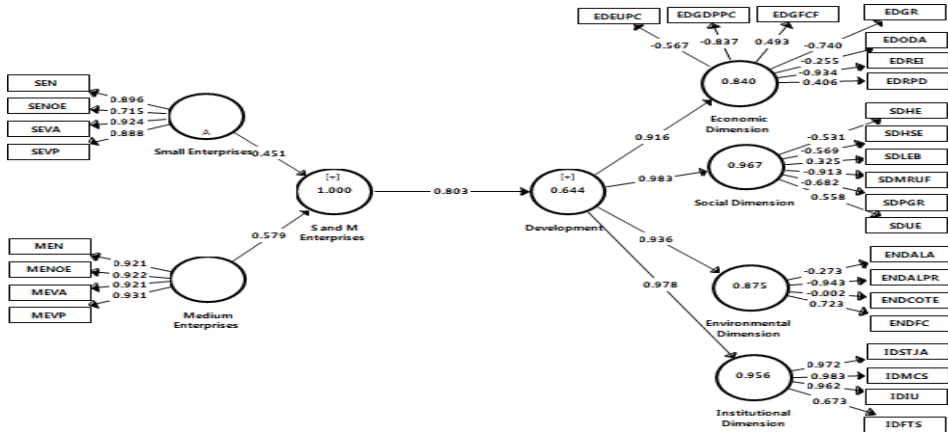 EDEUPC
EDGDPPC
EDGFCF
EDGR
EDODA
EDREI
EDRPD
-0.567
-0.837
0.493
-0.740
-0.255
-0.934
0.406
0.840
Economic
Dimension
SEN
SENOE
SEVA
SEVP
0.896
0.715
0.924
0.888
A
Small Enterprises
0.451
[+]
1.000
S and M
Enterprises
0.803
[+]
0.644
Development
0.916
0.983
0.936
0.978
SDHE
SDHSE
SDLEB
SDMRUF
SDPGR
SDUE
-0.531
-0.569
0.325
-0.913
-0.682
0.558
0.967
Social Dimension
MEN
MENOE
MEVA
MEVP
0.921
0.922
0.921
0.931
Medium
Enterprises
0.579
ENDALA
ENDALPR
ENDCOTE
ENDFC
-0.273
-0.943
-0.002
0.723
0.875
Environmental
Dimension
IDSTJA
IDMCS
IDIU
IDFTS
0.972
0.983
0.962
0.673
0.956
Institutional
Dimension